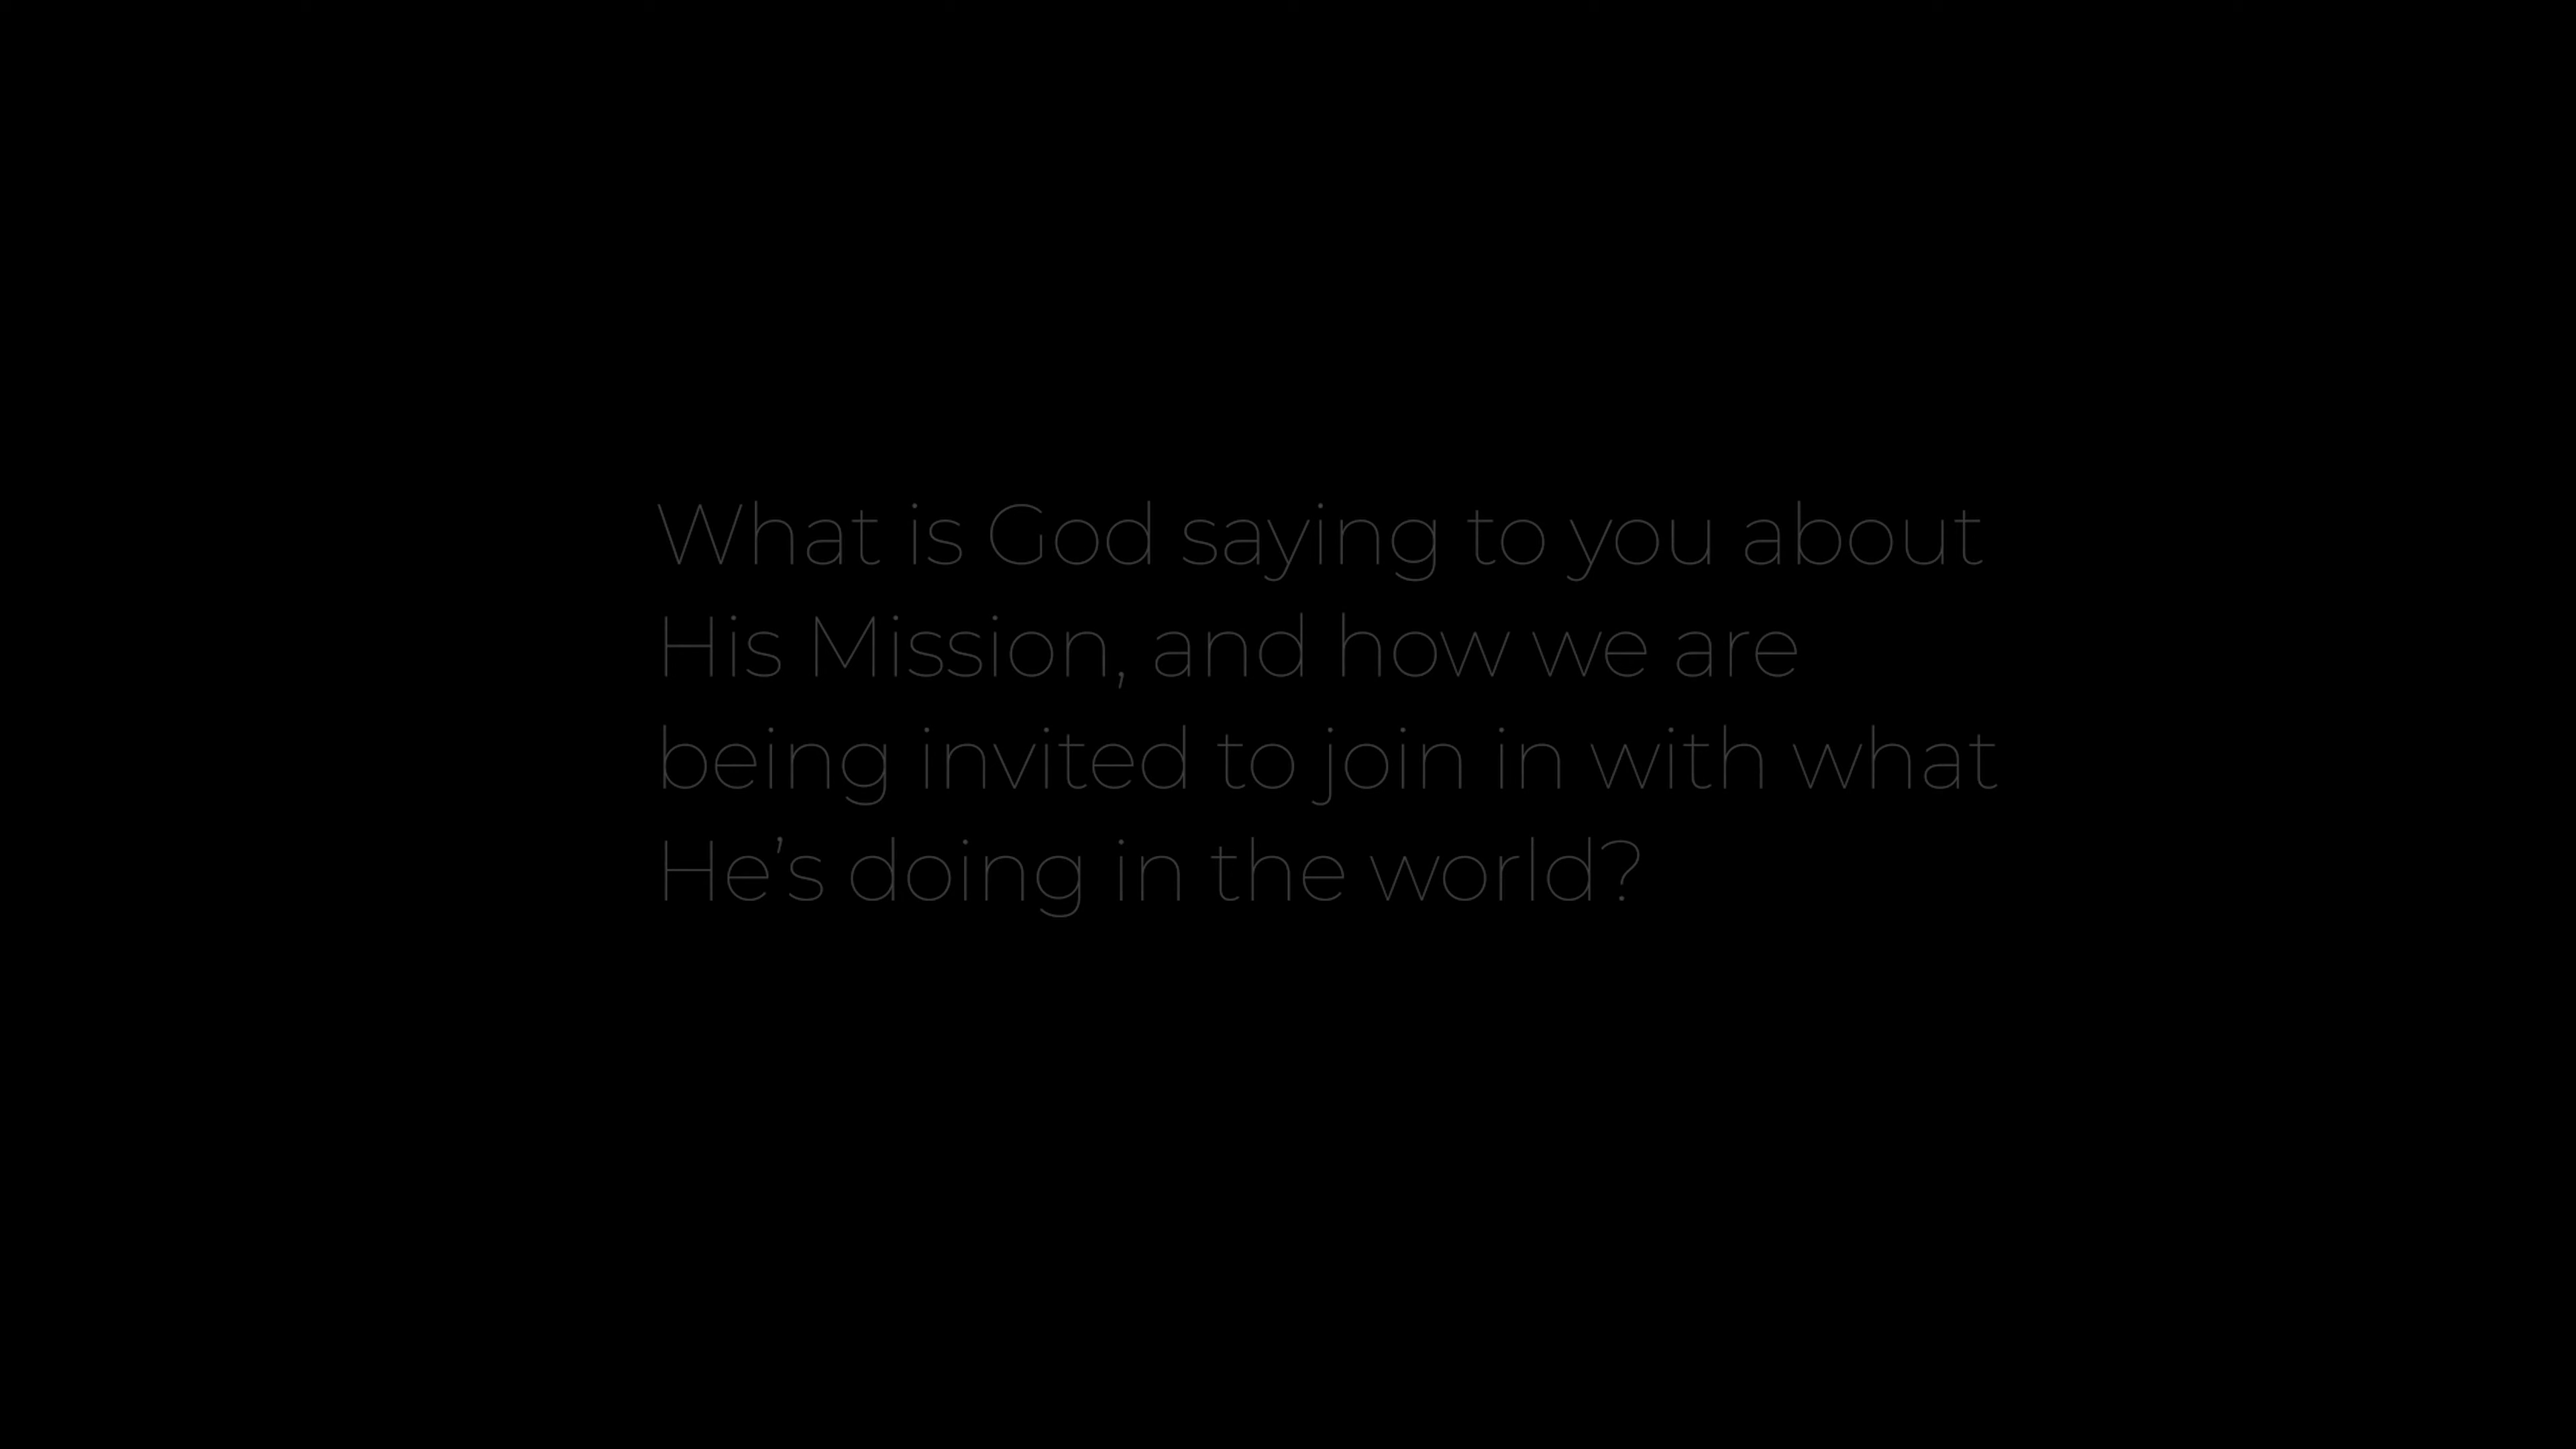 What is God saying to you about
His Mission, and how we are
being invited to join in with what
He’s doing in the world?